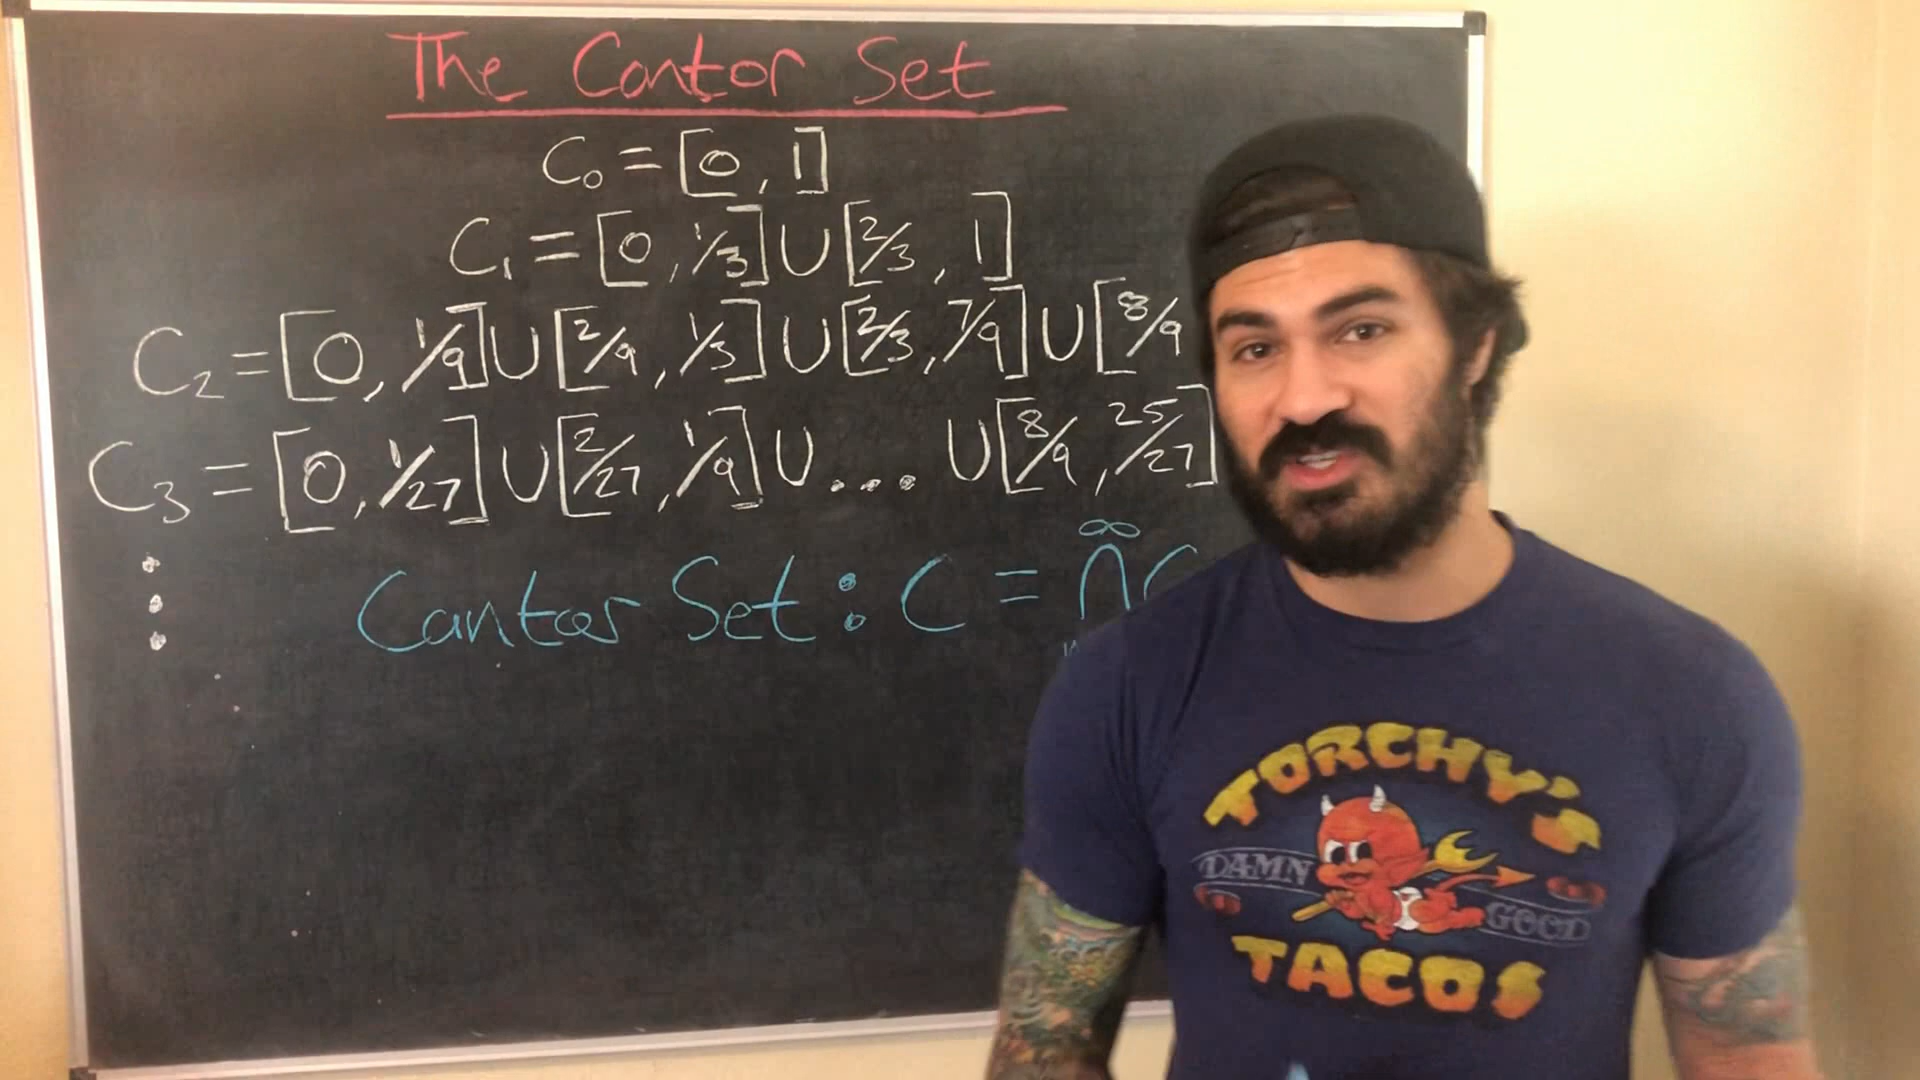 The Cantor Set
C₀ = [0, 1]
C₁ = [0, 1/3] ∪ [2/3, 1]
C₂ = [0, 1/9] ∪ [2/9, 1/3] ∪ [2/3, 7/9] ∪ [8/9
C₃ = [0, 1/27] ∪ [2/27, 1/9] ∪ ... ∪ [8/9, 25/27]
Cantor Set : C = ∞ ∩ C
TORCHY'S
DAMN GOOD
TACOS